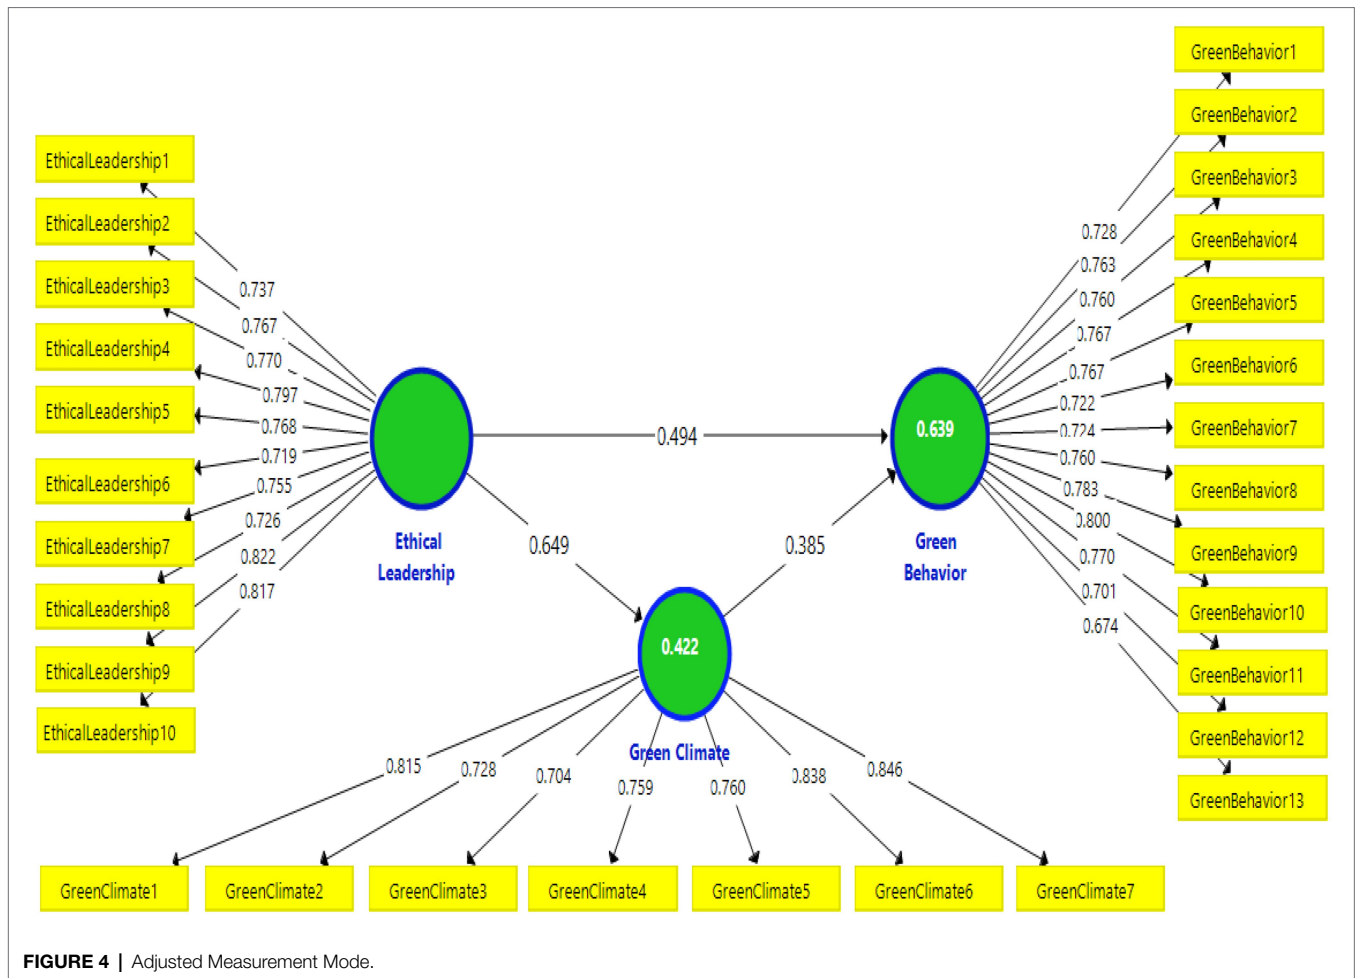 GreenBehavior1
GreenBehavior2
GreenBehavior3
GreenBehavior4
GreenBehavior5
GreenBehavior6
GreenBehavior7
GreenBehavior8
GreenBehavior9
GreenBehavior10
GreenBehavior11
GreenBehavior12
GreenBehavior13
EthicalLeadership1
EthicalLeadership2
EthicalLeadership3
EthicalLeadership4
EthicalLeadership5
EthicalLeadership6
EthicalLeadership7
EthicalLeadership8
EthicalLeadership9
EthicalLeadership10
0.737
0.767
0.770
0.797
0.768
0.719
0.755
0.726
0.822
0.817
Ethical
Leadership
0.494
0.649
0.385
0.639
Green
Behavior
0.728
0.763
0.760
0.767
0.767
0.722
0.724
0.760
0.783
0.800
0.770
0.701
0.674
0.422
Green Climate
0.815
0.728
0.704
0.759
0.760
0.838
0.846
GreenClimate1
GreenClimate2
GreenClimate3
GreenClimate4
GreenClimate5
GreenClimate6
GreenClimate7
FIGURE 4 | Adjusted Measurement Mode.